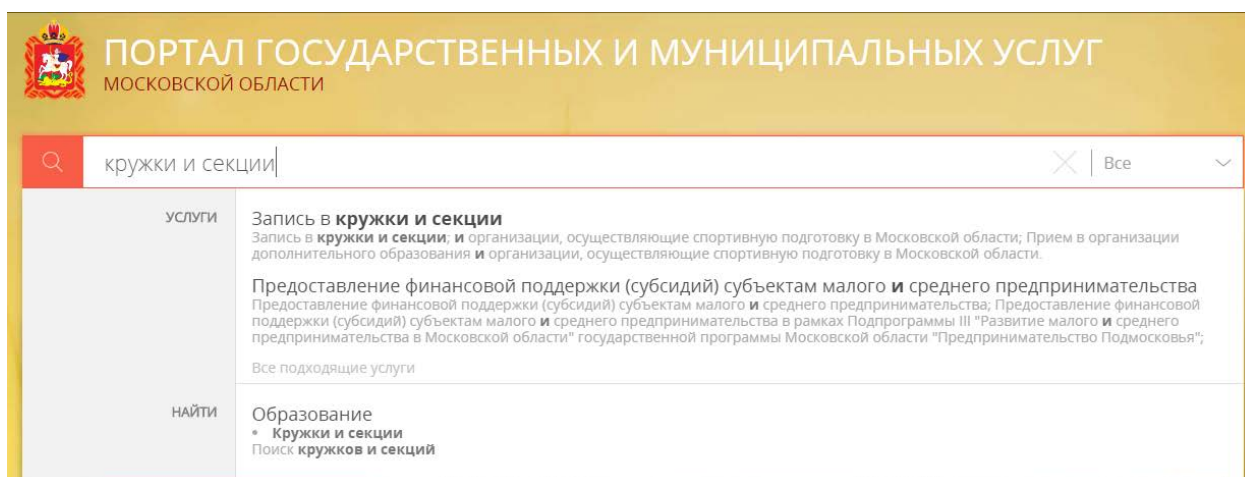 ПОРТАЛ ГОСУДАРСТВЕННЫХ И МУНИЦИПАЛЬНЫХ УСЛУГ
МОСКОВСКОЙ ОБЛАСТИ
кружки и секции
Все
УСЛУГИ
Запись в кружки и секции
Запись в кружки и секции; и организации, осуществляющие спортивную подготовку в Московской области; Прием в организации
дополнительного образования и организации, осуществляющие спортивную подготовку в Московской области.
Предоставление финансовой поддержки (субсидий) субъектам малого и среднего предпринимательства
Предоставление финансовой поддержки (субсидий) субъектам малого и среднего предпринимательства; Предоставление финансовой
поддержки (субсидий) субъектам малого и среднего предпринимательства в рамках Подпрограммы III "Развитие малого и среднего
предпринимательства в Московской области" государственной программы Московской области "Предпринимательство Подмосковья";
Все подходящие услуги
НАЙТИ
Образование
• Кружки и секции
Поиск кружков и секций